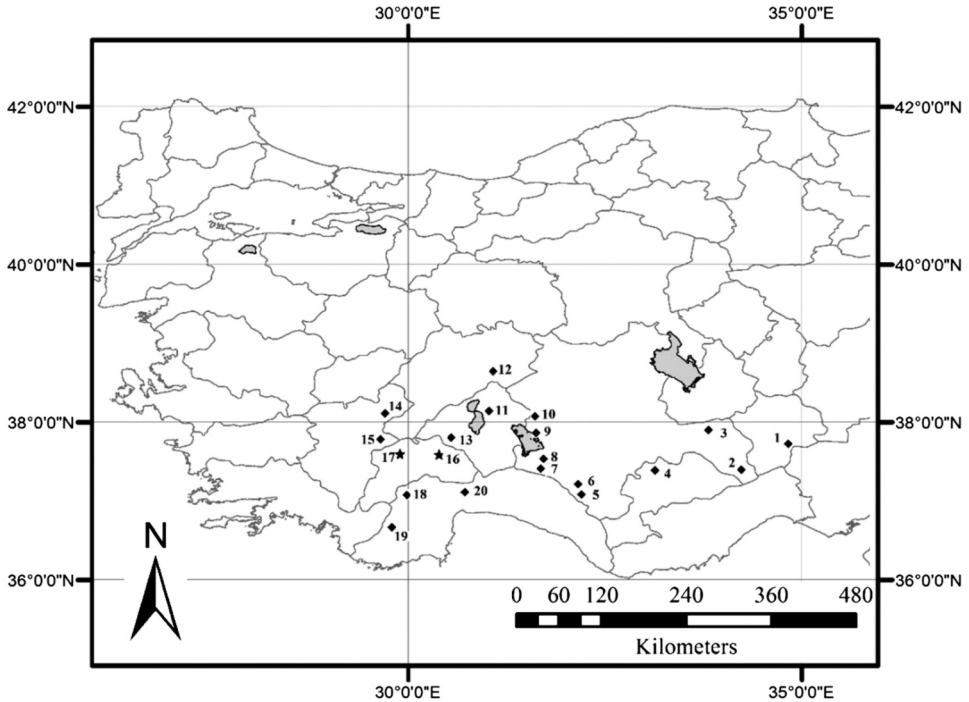 30°0'0"E 35°0'0"E
42°0'0"N 42°0'0"N
40°0'0"N 40°0'0"N
12
14 11 10
38°0'0"N 38°0'0"N
15 13 9 3 1
17 16 8
7 4 2
18 20 6
5
19
N
36°0'0"N 36°0'0"N
0 60 120 240 360 480
Kilometers
30°0'0"E 35°0'0"E